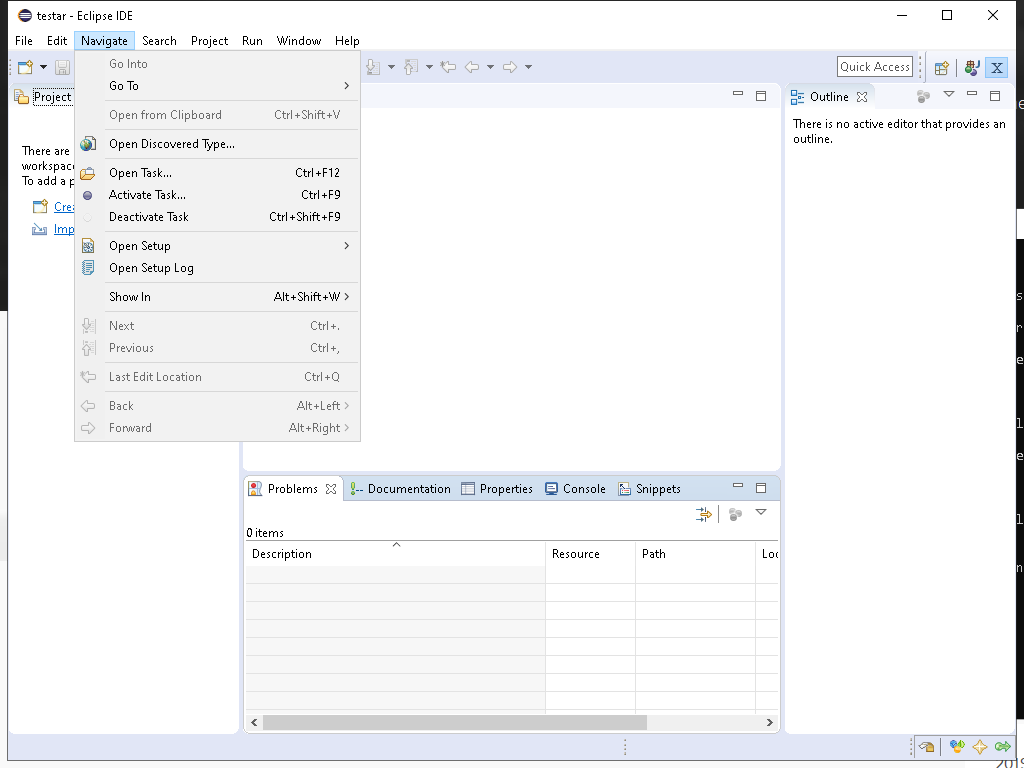 testar - Eclipse IDE
File Edit Navigate Search Project Run Window Help
Quick Access
Go Into
Go To
Open from Clipboard Ctrl+Shift+V
Open Discovered Type...
Open Task... Ctrl+F12
Activate Task... Ctrl+F9
Deactivate Task Ctrl+Shift+F9
Open Setup
Open Setup Log
Show In Alt+Shift+W
Next Ctrl+.
Previous Ctrl+,
Last Edit Location Ctrl+Q
Back Alt+Left
Forward Alt+Right
Project
There are
workspac
To add a p
Crea
Imp
Outline
There is no active editor that provides an
outline.
Problems Documentation Properties Console Snippets
0 items
Description Resource Path Loc
2019